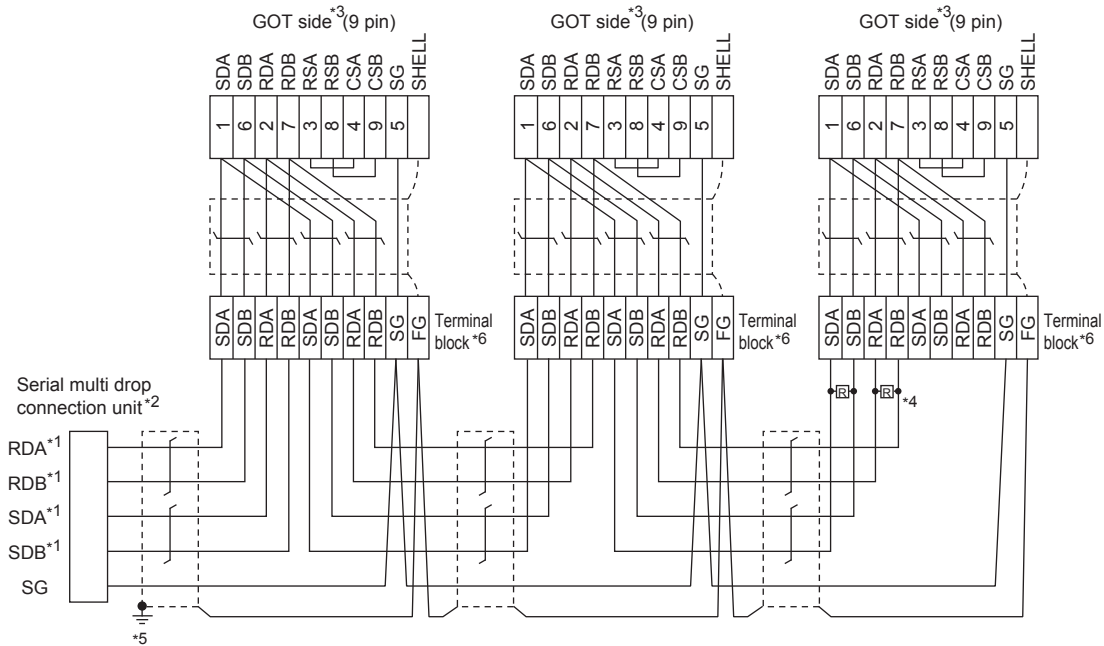 GOT side*3(9 pin) GOT side*3(9 pin) GOT side*3(9 pin)
SDA SDB RDA RDB RSA RSB CSA CSB SG SHELL SDA SDB RDA RDB RSA RSB CSA CSB SG SHELL SDA SDB RDA RDB RSA RSB CSA CSB SG SHELL
1 6 2 7 3 8 4 9 5 1 6 2 7 3 8 4 9 5 1 6 2 7 3 8 4 9 5
SDA SDB RDA RDB SDA SDB RDA RDB SG FG
Terminal
block*6
SDA SDB RDA RDB SDA SDB RDA RDB SG FG
Terminal
block*6
SDA SDB RDA RDB SDA SDB RDA RDB SG FG
Terminal
block*6
R R *4
Serial multi drop
connection unit*2
RDA*1
RDB*1
SDA*1
SDB*1
SG
*5